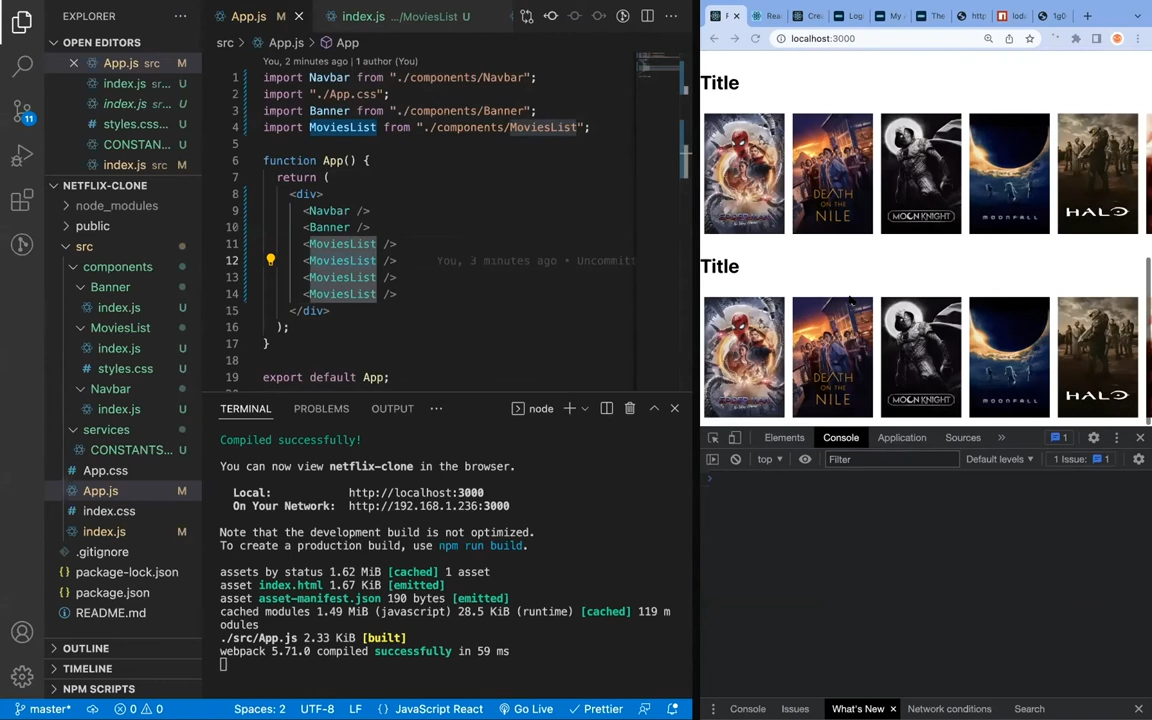 EXPLORER
OPEN EDITORS
App.js src M
index.js sr... U
index.js sr... U
styles.css... U
CONSTAN... U
index.js src M
NETFLIX-CLONE
node_modules
public
src
components
Banner
index.js U
MoviesList
index.js U
styles.css U
Navbar
index.js U
services
CONSTANTS... U
App.css
App.js M
index.css
index.js M
.gitignore
package-lock.json
package.json
README.md
OUTLINE
TIMELINE
NPM SCRIPTS
11
App.js M
index.js .../MoviesList U
src > App.js > App
You, 2 minutes ago | 1 author (You)
1 import Navbar from "./components/Navbar";
2 import "./App.css";
3 import Banner from "./components/Banner";
4 import MoviesList from "./components/MoviesList";
5
6 function App() {
7 return (
8 <div>
9 <Navbar />
10 <Banner />
11 <MoviesList />
12 <MoviesList /> You, 3 minutes ago • Uncommit
13 <MoviesList />
14 <MoviesList />
15 </div>
16 );
17 }
18
19 export default App;
TERMINAL PROBLEMS OUTPUT ... node
Compiled successfully!
You can now view netflix-clone in the browser.
Local: http://localhost:3000
On Your Network: http://192.168.1.236:3000
Note that the development build is not optimized.
To create a production build, use npm run build.
assets by status 1.62 MiB [cached] 1 asset
asset index.html 1.67 KiB [emitted]
asset asset-manifest.json 190 bytes [emitted]
cached modules 1.49 MiB (javascript) 28.5 KiB (runtime) [cached] 119 m
odules
./src/App.js 2.33 KiB [built]
webpack 5.71.0 compiled successfully in 59 ms
master* 0 0 Spaces: 2 UTF-8 LF {} JavaScript React Go Live Prettier
Rea Cre Logi My The http loda 1g0
localhost:3000
Title
DEATH
ON THE
NILE
MOON KNIGHT
MOONFALL
HALO
Title
DEATH
ON THE
NILE
MOON KNIGHT
MOONFALL
HALO
Elements Console Application Sources » 1
top Filter Default levels 1 Issue: 1
Console Issues What's New Network conditions Search